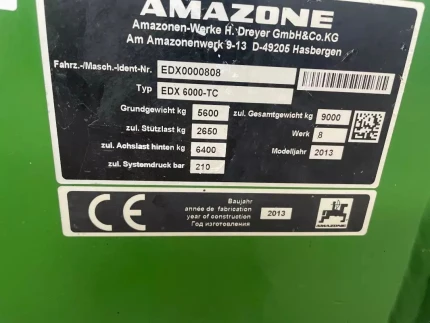 AMAZONE
Amazonen-Werke H. Dreyer GmbH&Co.KG
Am Amazonenwerk 9-13 D-49205 Hasbergen
Fahrz.-/Masch.-Ident-Nr. EDX0000808
Typ EDX 6000-TC
Grundgewicht kg 5600 zul. Gesamtgewicht kg 9000
zul. Stützlast kg 2650 Werk 8
zul. Achslast hinten kg 6400 Modelljahr 2013
zul. Systemdruck bar 210
CE
Baujahr
année de fabrication
year of construction
Год изготовления
2013
AMAZONE